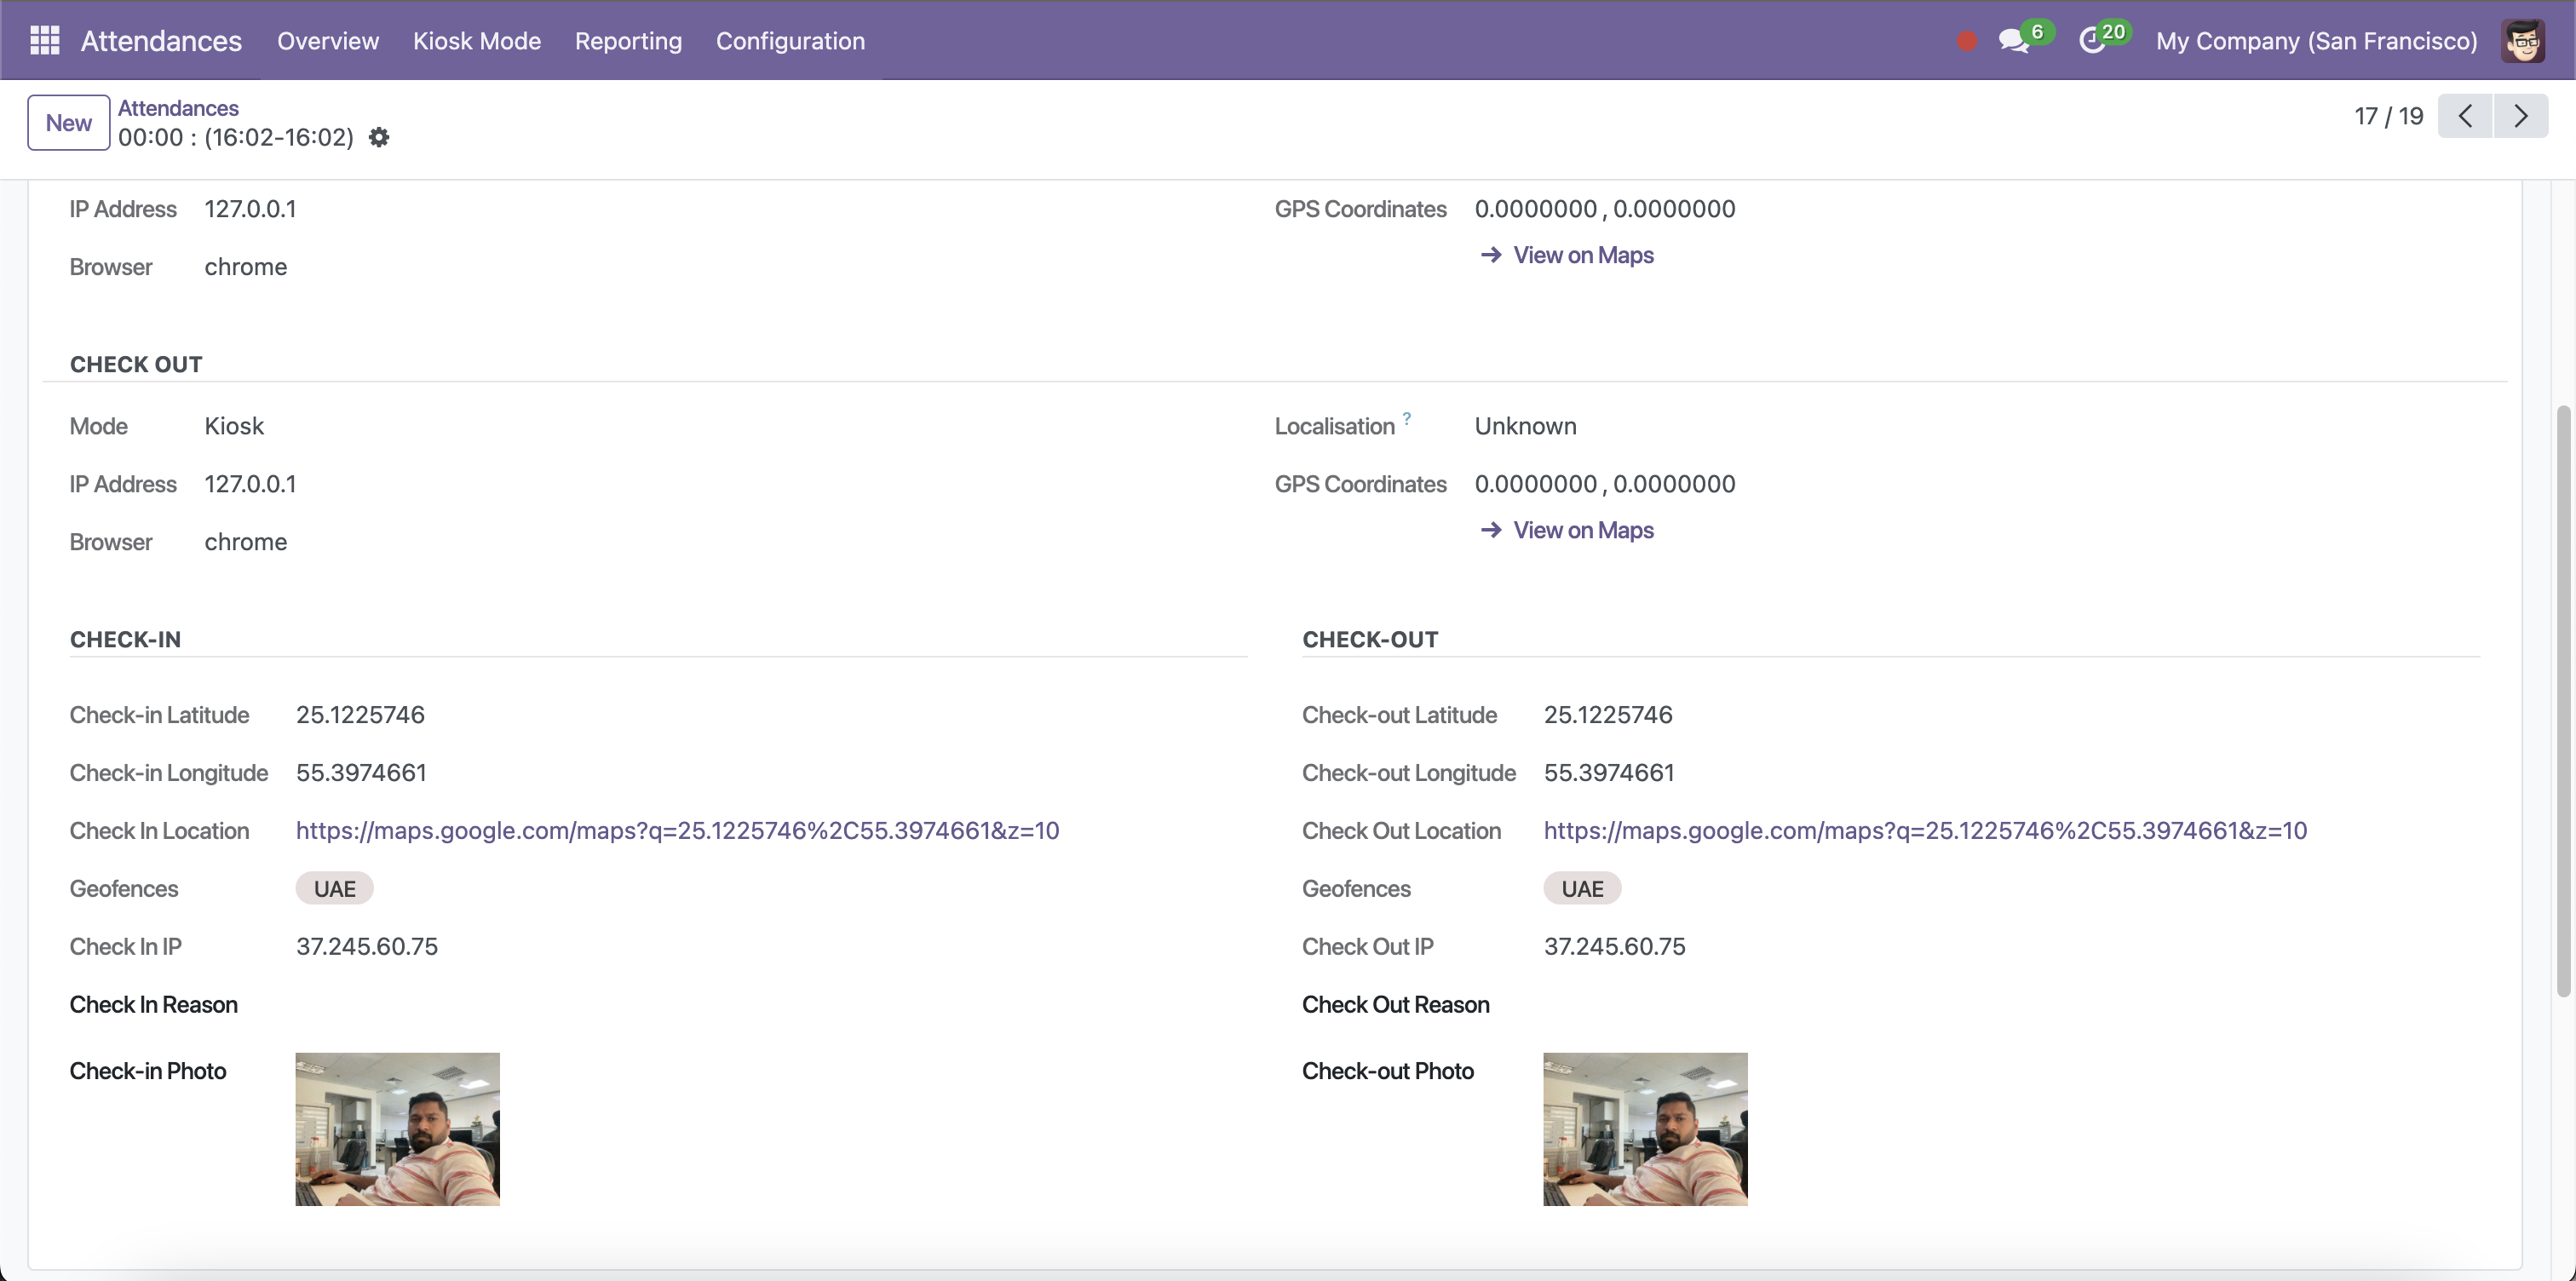 Attendances Overview Kiosk Mode Reporting Configuration 6 20 My Company (San Francisco)
New Attendances
00:00 : (16:02-16:02)
17 / 19
IP Address 127.0.0.1 GPS Coordinates 0.0000000 , 0.0000000
→ View on Maps
Browser chrome
CHECK OUT
Mode Kiosk Localisation ? Unknown
IP Address 127.0.0.1 GPS Coordinates 0.0000000 , 0.0000000
→ View on Maps
Browser chrome
CHECK-IN CHECK-OUT
Check-in Latitude 25.1225746 Check-out Latitude 25.1225746
Check-in Longitude 55.3974661 Check-out Longitude 55.3974661
Check In Location https://maps.google.com/maps?q=25.1225746%2C55.3974661&z=10 Check Out Location https://maps.google.com/maps?q=25.1225746%2C55.3974661&z=10
Geofences UAE Geofences UAE
Check In IP 37.245.60.75 Check Out IP 37.245.60.75
Check In Reason Check Out Reason
Check-in Photo Check-out Photo